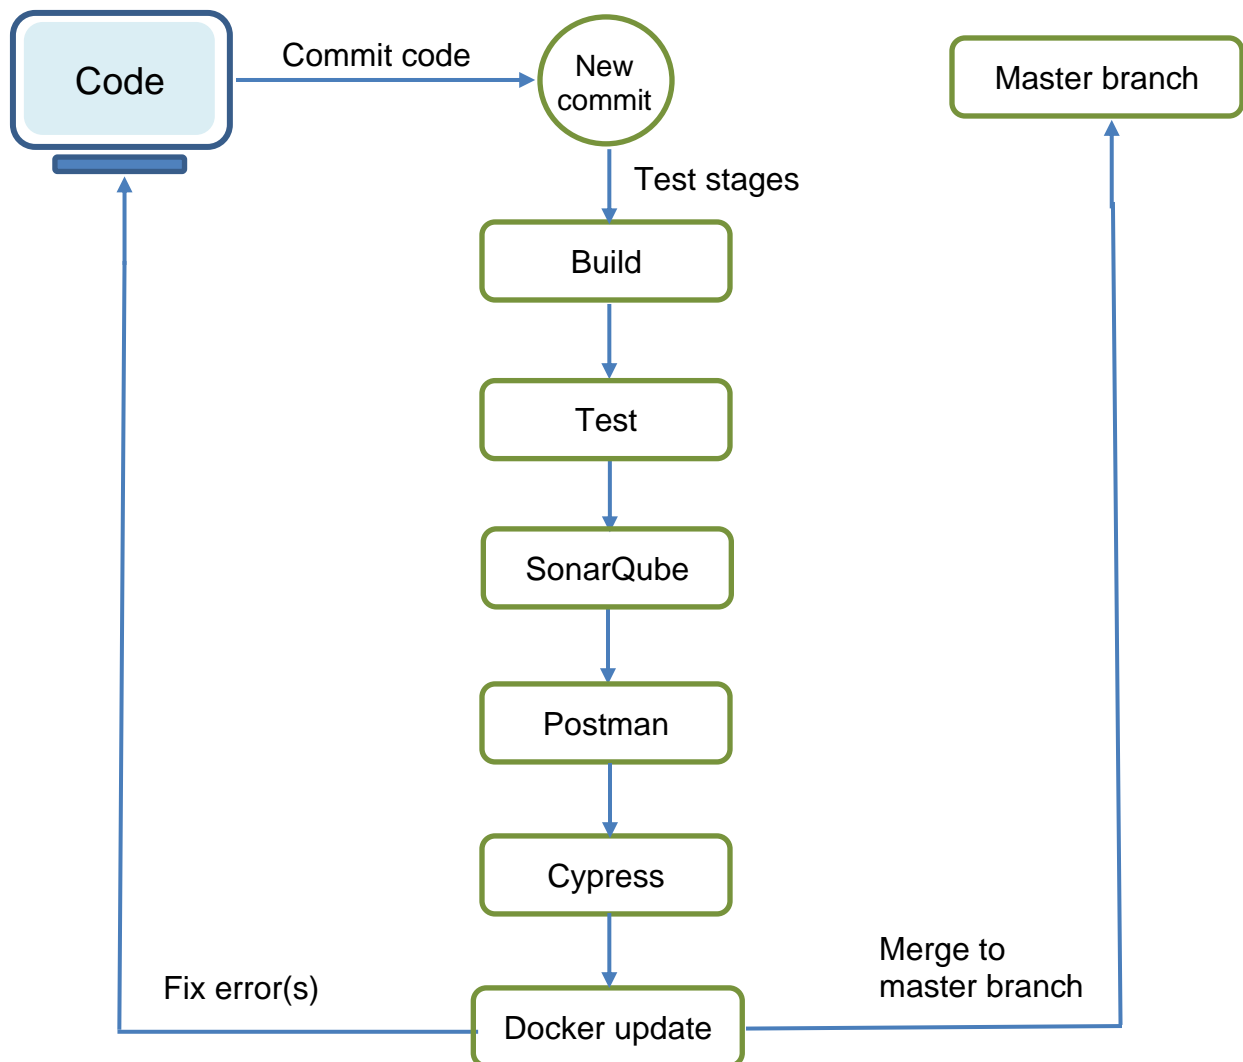 Code
Commit code
New
commit
Master branch
Test stages
Build
Test
SonarQube
Postman
Cypress
Fix error(s)
Merge to
master branch
Docker update